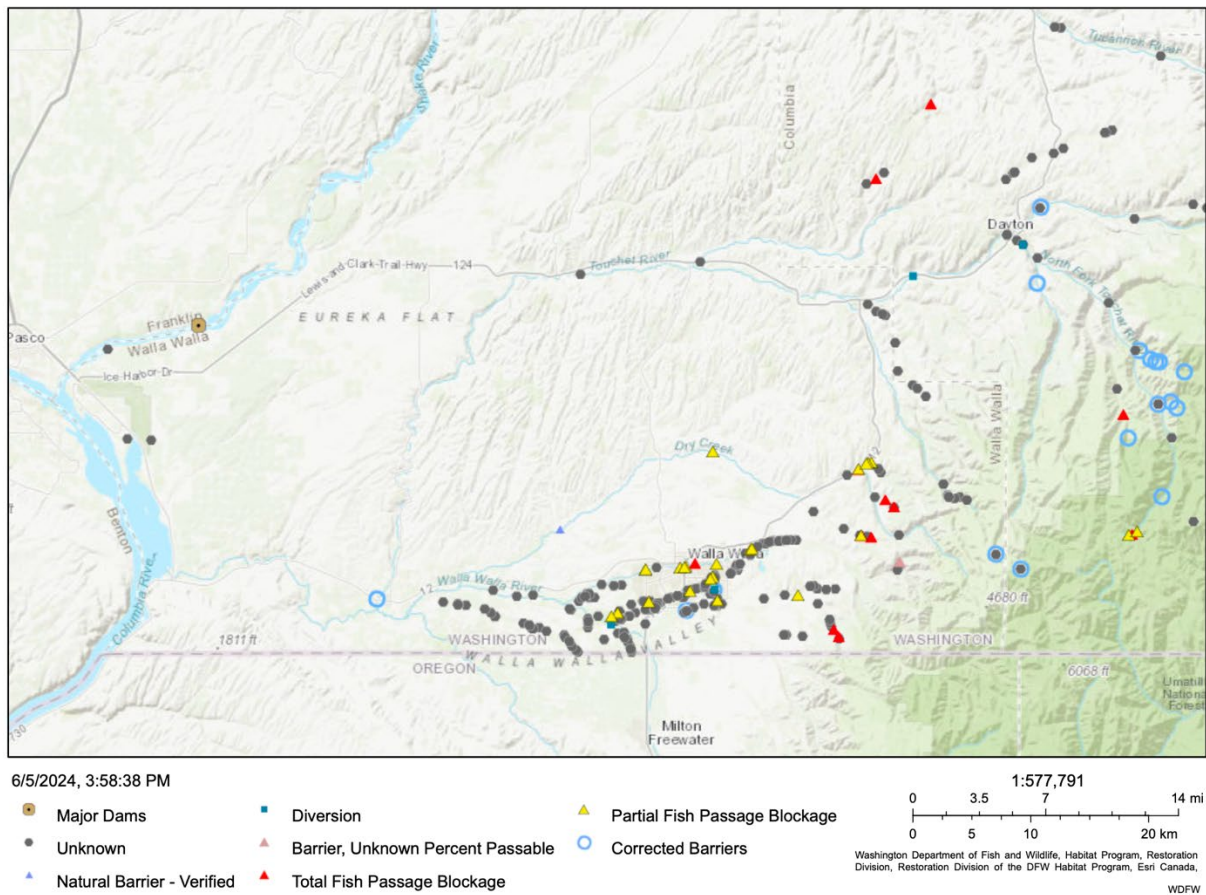 Tucannon River
Snake River
Columbia
Dayton
Lewis-and-Clark-Trail-Hwy
124
Touchet River
North Fork Touchet River
Franklin
Walla Walla
EUREKA FLAT
Pasco
Ice-Harbor-Dr
Walla Walla
Dry Creek
12
Benton
Walla Walla
12
Walla Walla River
Columbia River
4680 ft
1811 ft
WASHINGTON
WASHINGTON
OREGON
WALLA WALLA VALLEY
6068 ft
Umatill
National
Forest
730
Milton
Freewater
6/5/2024, 3:58:38 PM
1:577,791
Major Dams
Diversion
Partial Fish Passage Blockage
0 3.5 7 14 mi
Unknown
Barrier, Unknown Percent Passable
Corrected Barriers
0 5 10 20 km
Natural Barrier - Verified
Total Fish Passage Blockage
Washington Department of Fish and Wildlife, Habitat Program, Restoration
Division, Restoration Division of the DFW Habitat Program, Esri Canada,
WDFW